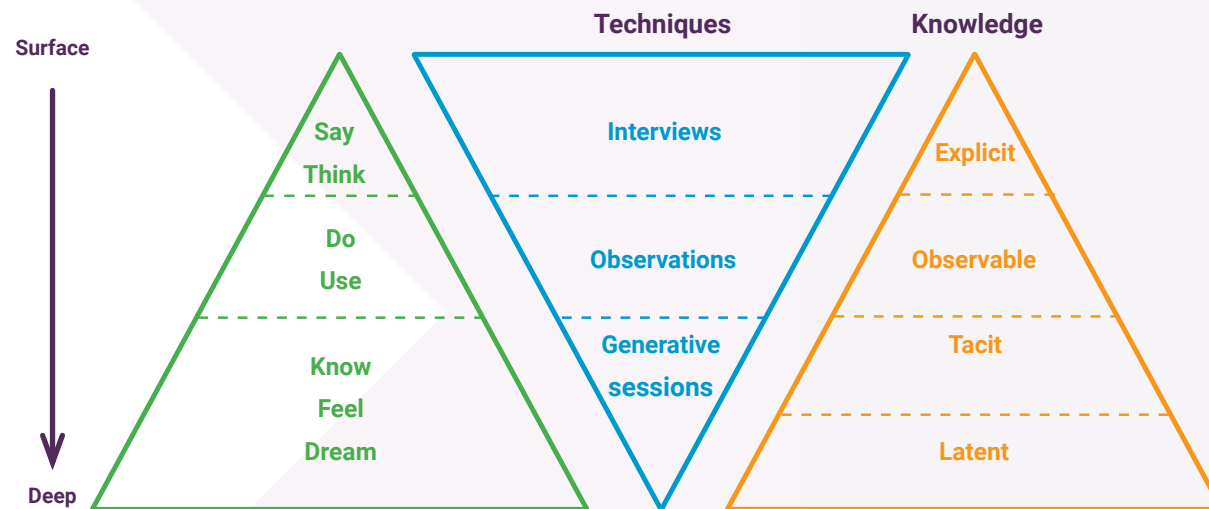 Techniques
Knowledge
Surface
Say
Think
Interviews
Explicit
Do
Use
Observations
Observable
Know
Feel
Dream
Generative
sessions
Tacit
Latent
Deep